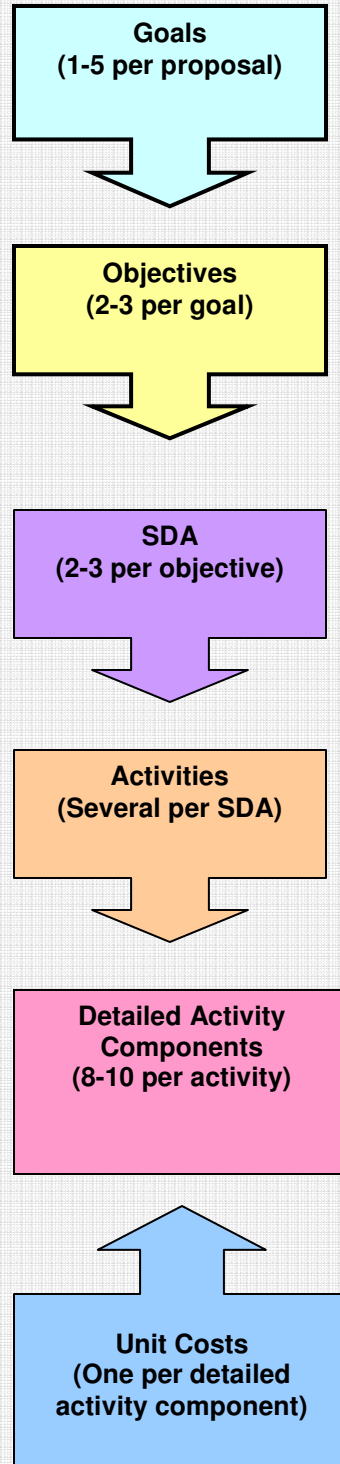 Goals
(1-5 per proposal)
Objectives
(2-3 per goal)
SDA
(2-3 per objective)
Activities
(Several per SDA)
Detailed Activity
Components
(8-10 per activity)
Unit Costs
(One per detailed
activity component)